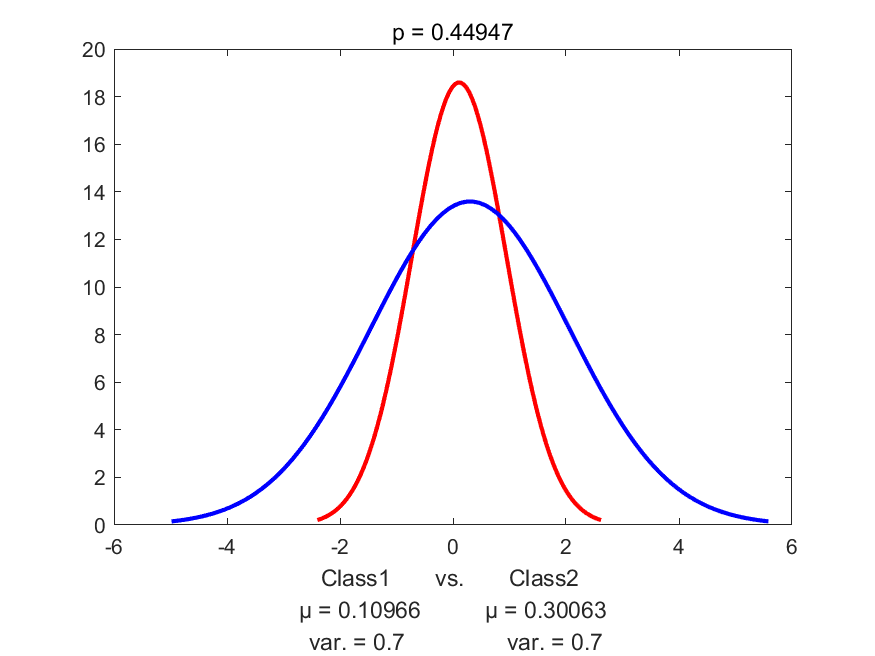 p = 0.44947
20
18
16
14
12
10
8
6
4
2
0
-6 -4 -2 0 2 4 6
Class1 vs. Class2
μ = 0.10966 μ = 0.30063
var. = 0.7 var. = 0.7